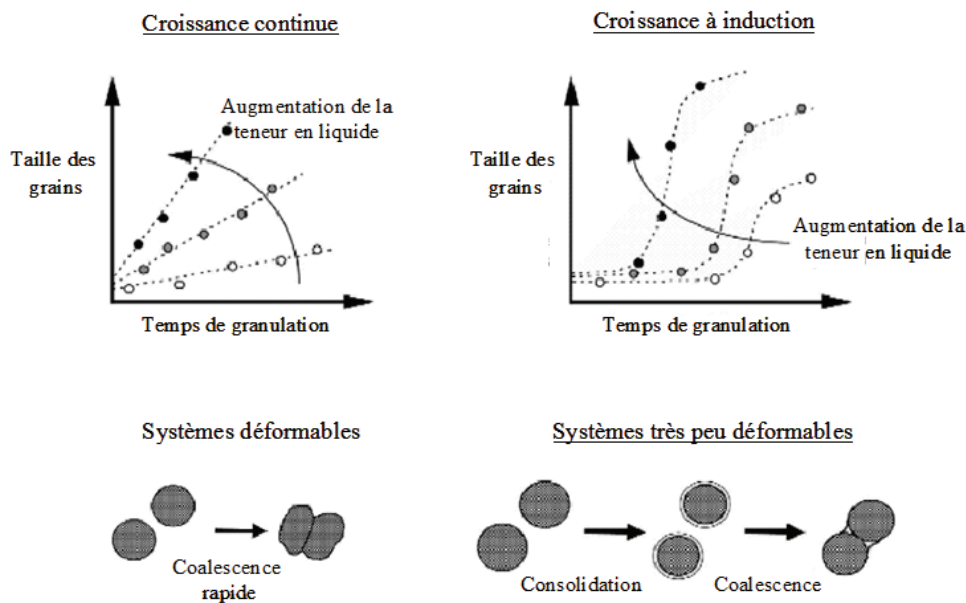 Croissance continue
Augmentation de la
teneur en liquide
Taille des
grains
Temps de granulation
Croissance à induction
Taille des
grains
Augmentation de la
teneur en liquide
Temps de granulation
Systèmes déformables
Coalescence
rapide
Systèmes très peu déformables
Consolidation
Coalescence